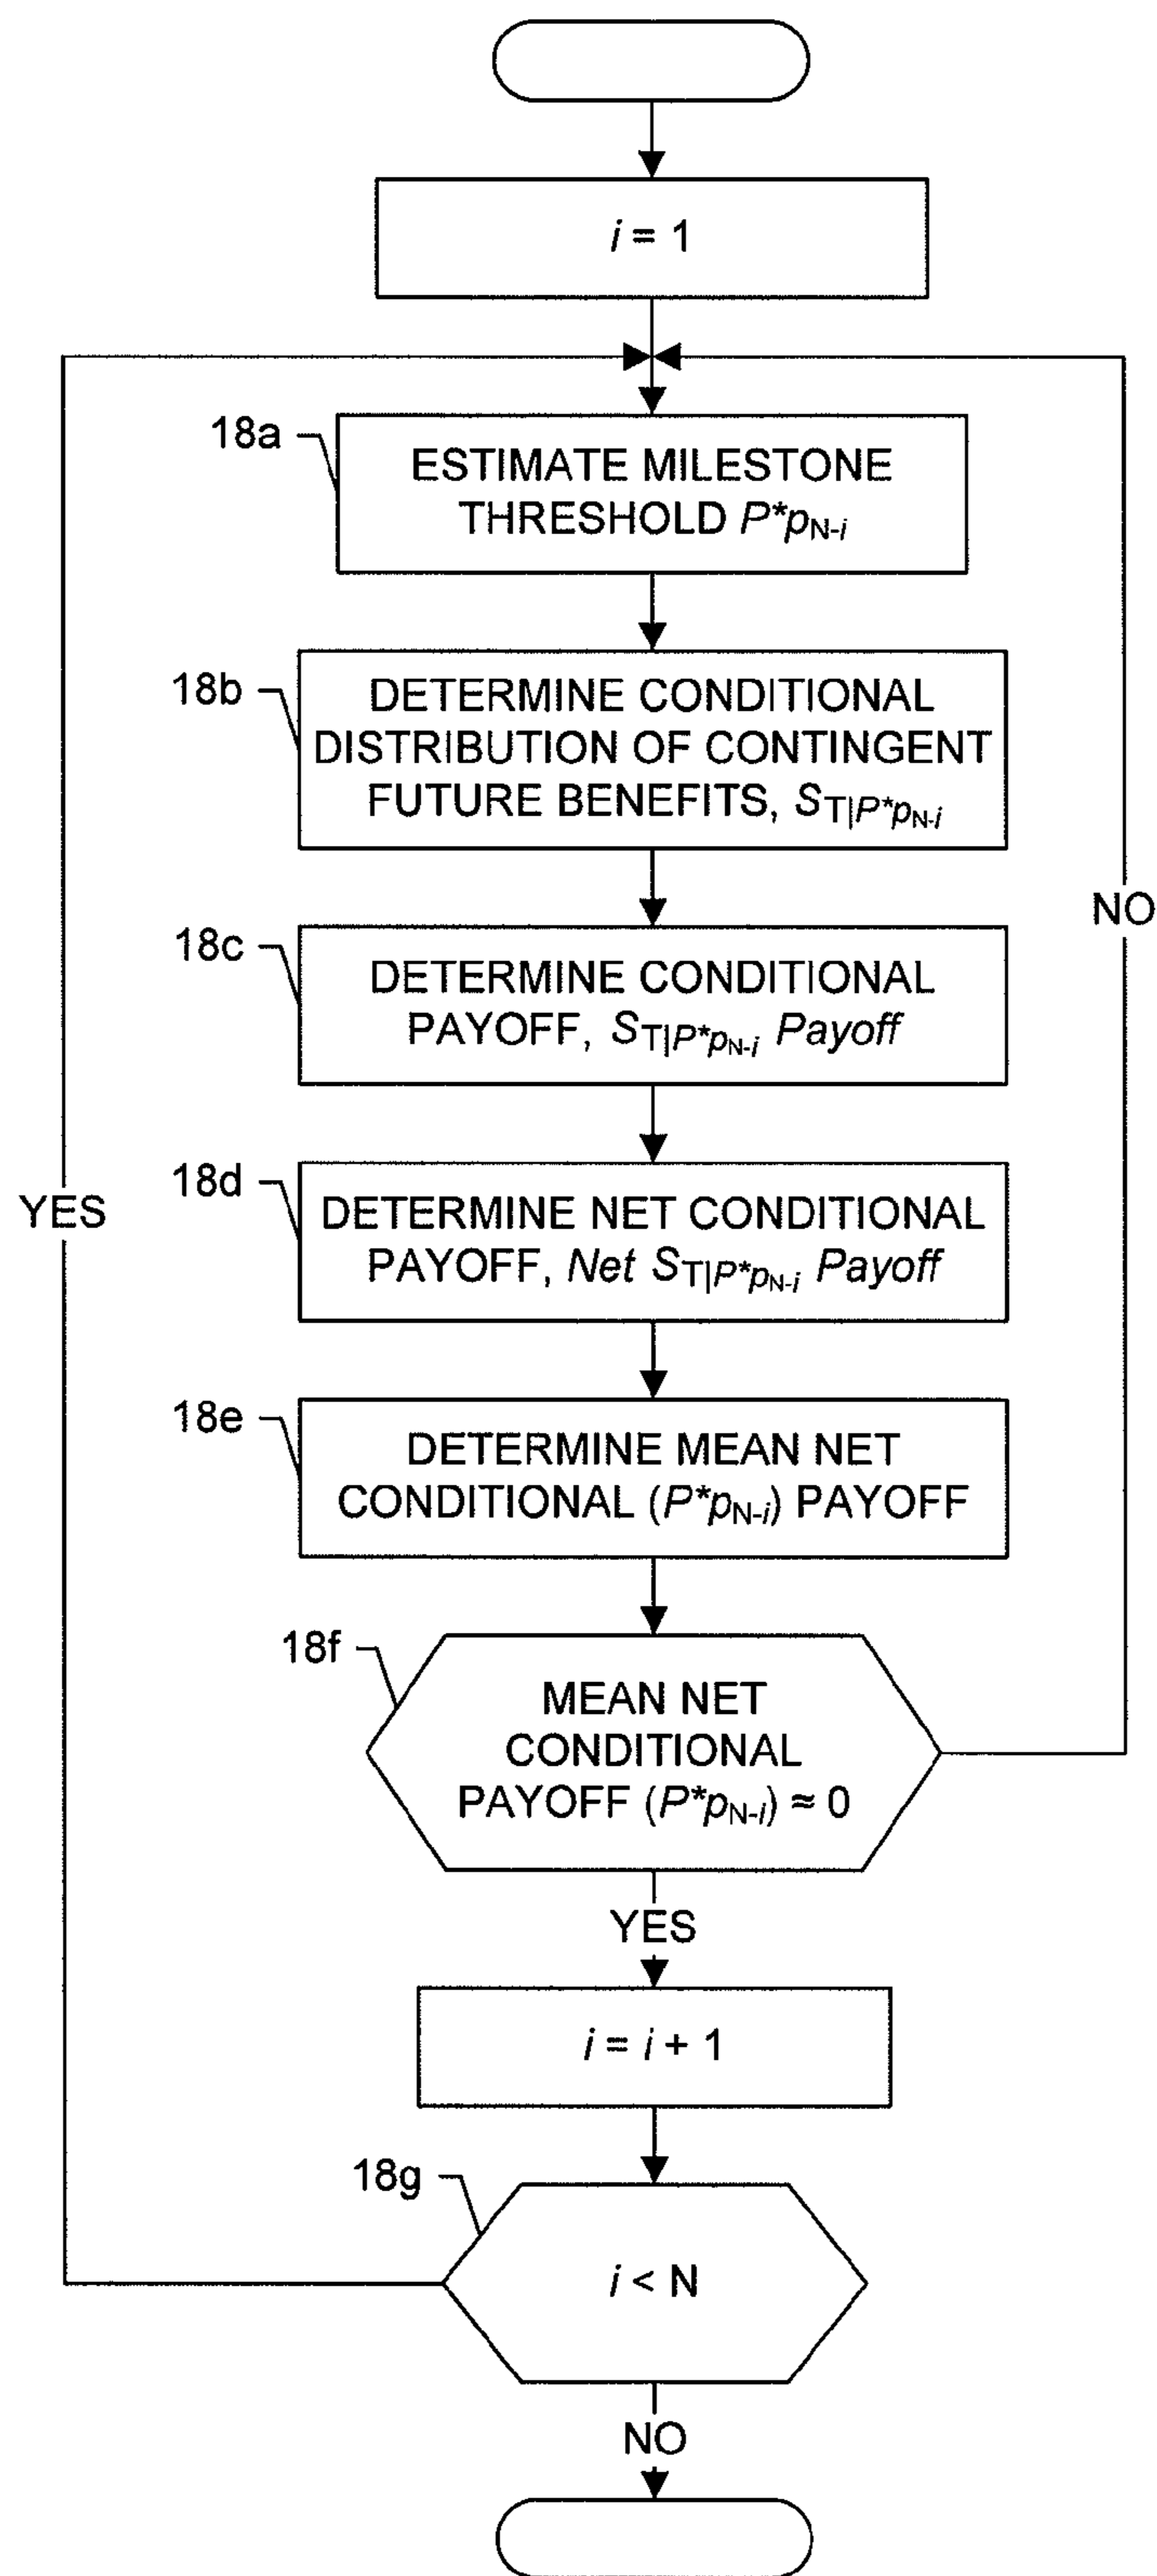 i = 1
18a
ESTIMATE MILESTONE
THRESHOLD P*pN-i
18b
DETERMINE CONDITIONAL
DISTRIBUTION OF CONTINGENT
FUTURE BENEFITS, ST|P*pN-i
NO
18c
DETERMINE CONDITIONAL
PAYOFF, ST|P*pN-i Payoff
18d
YES
DETERMINE NET CONDITIONAL
PAYOFF, Net ST|P*pN-i Payoff
18e
DETERMINE MEAN NET
CONDITIONAL (P*pN-i) PAYOFF
18f
MEAN NET
CONDITIONAL
PAYOFF (P*pN-i) ≈ 0
YES
i = i + 1
18g
i < N
NO